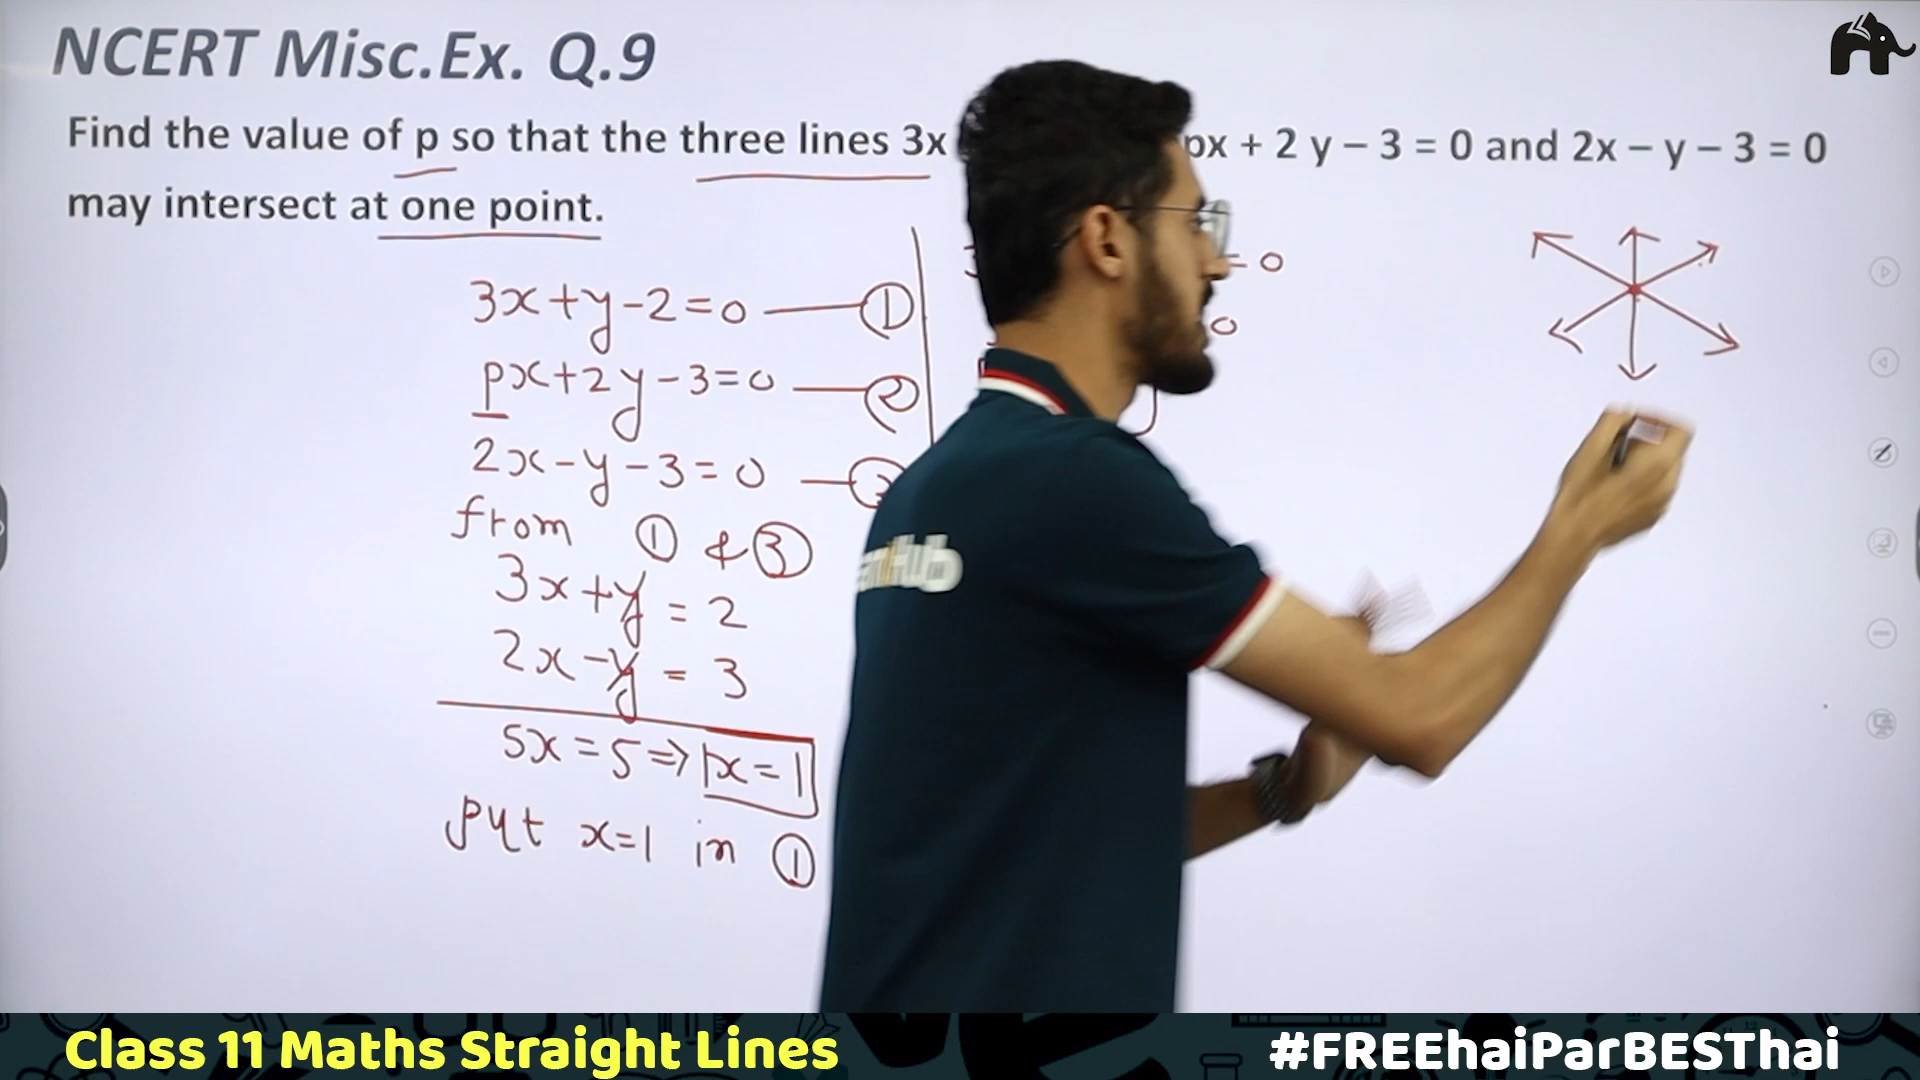 NCERT Misc.Ex. Q.9
Find the value of p so that the three lines 3x px + 2 y – 3 = 0 and 2x – y – 3 = 0
may intersect at one point.
3x+y-2=0 — ①
px+2y-3=0 — ②
2x-y-3=0 —
from ① & ③
3x+y = 2
2x-y = 3
5x=5⇒ x=1
put x=1 in ①
= 0
0
Hub
Class 11 Maths Straight Lines
#FREEhaiParBESThai